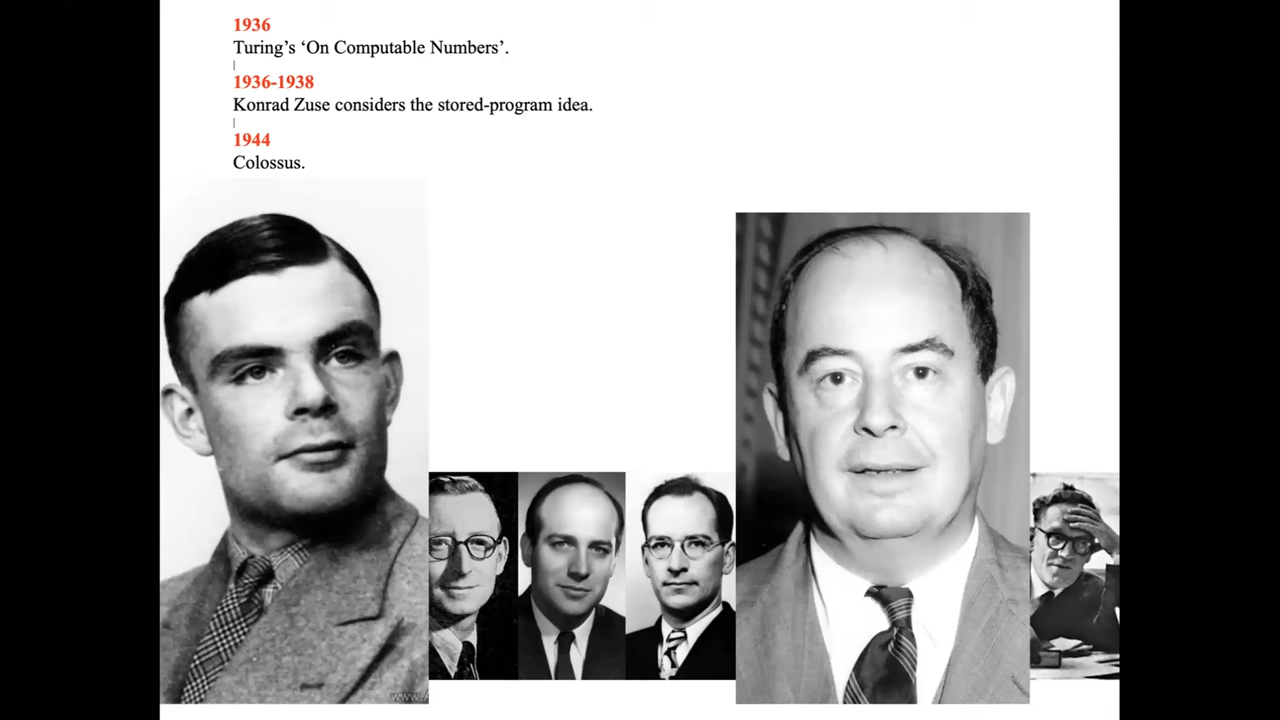 1936
Turing’s ‘On Computable Numbers’.
1936-1938
Konrad Zuse considers the stored-program idea.
1944
Colossus.